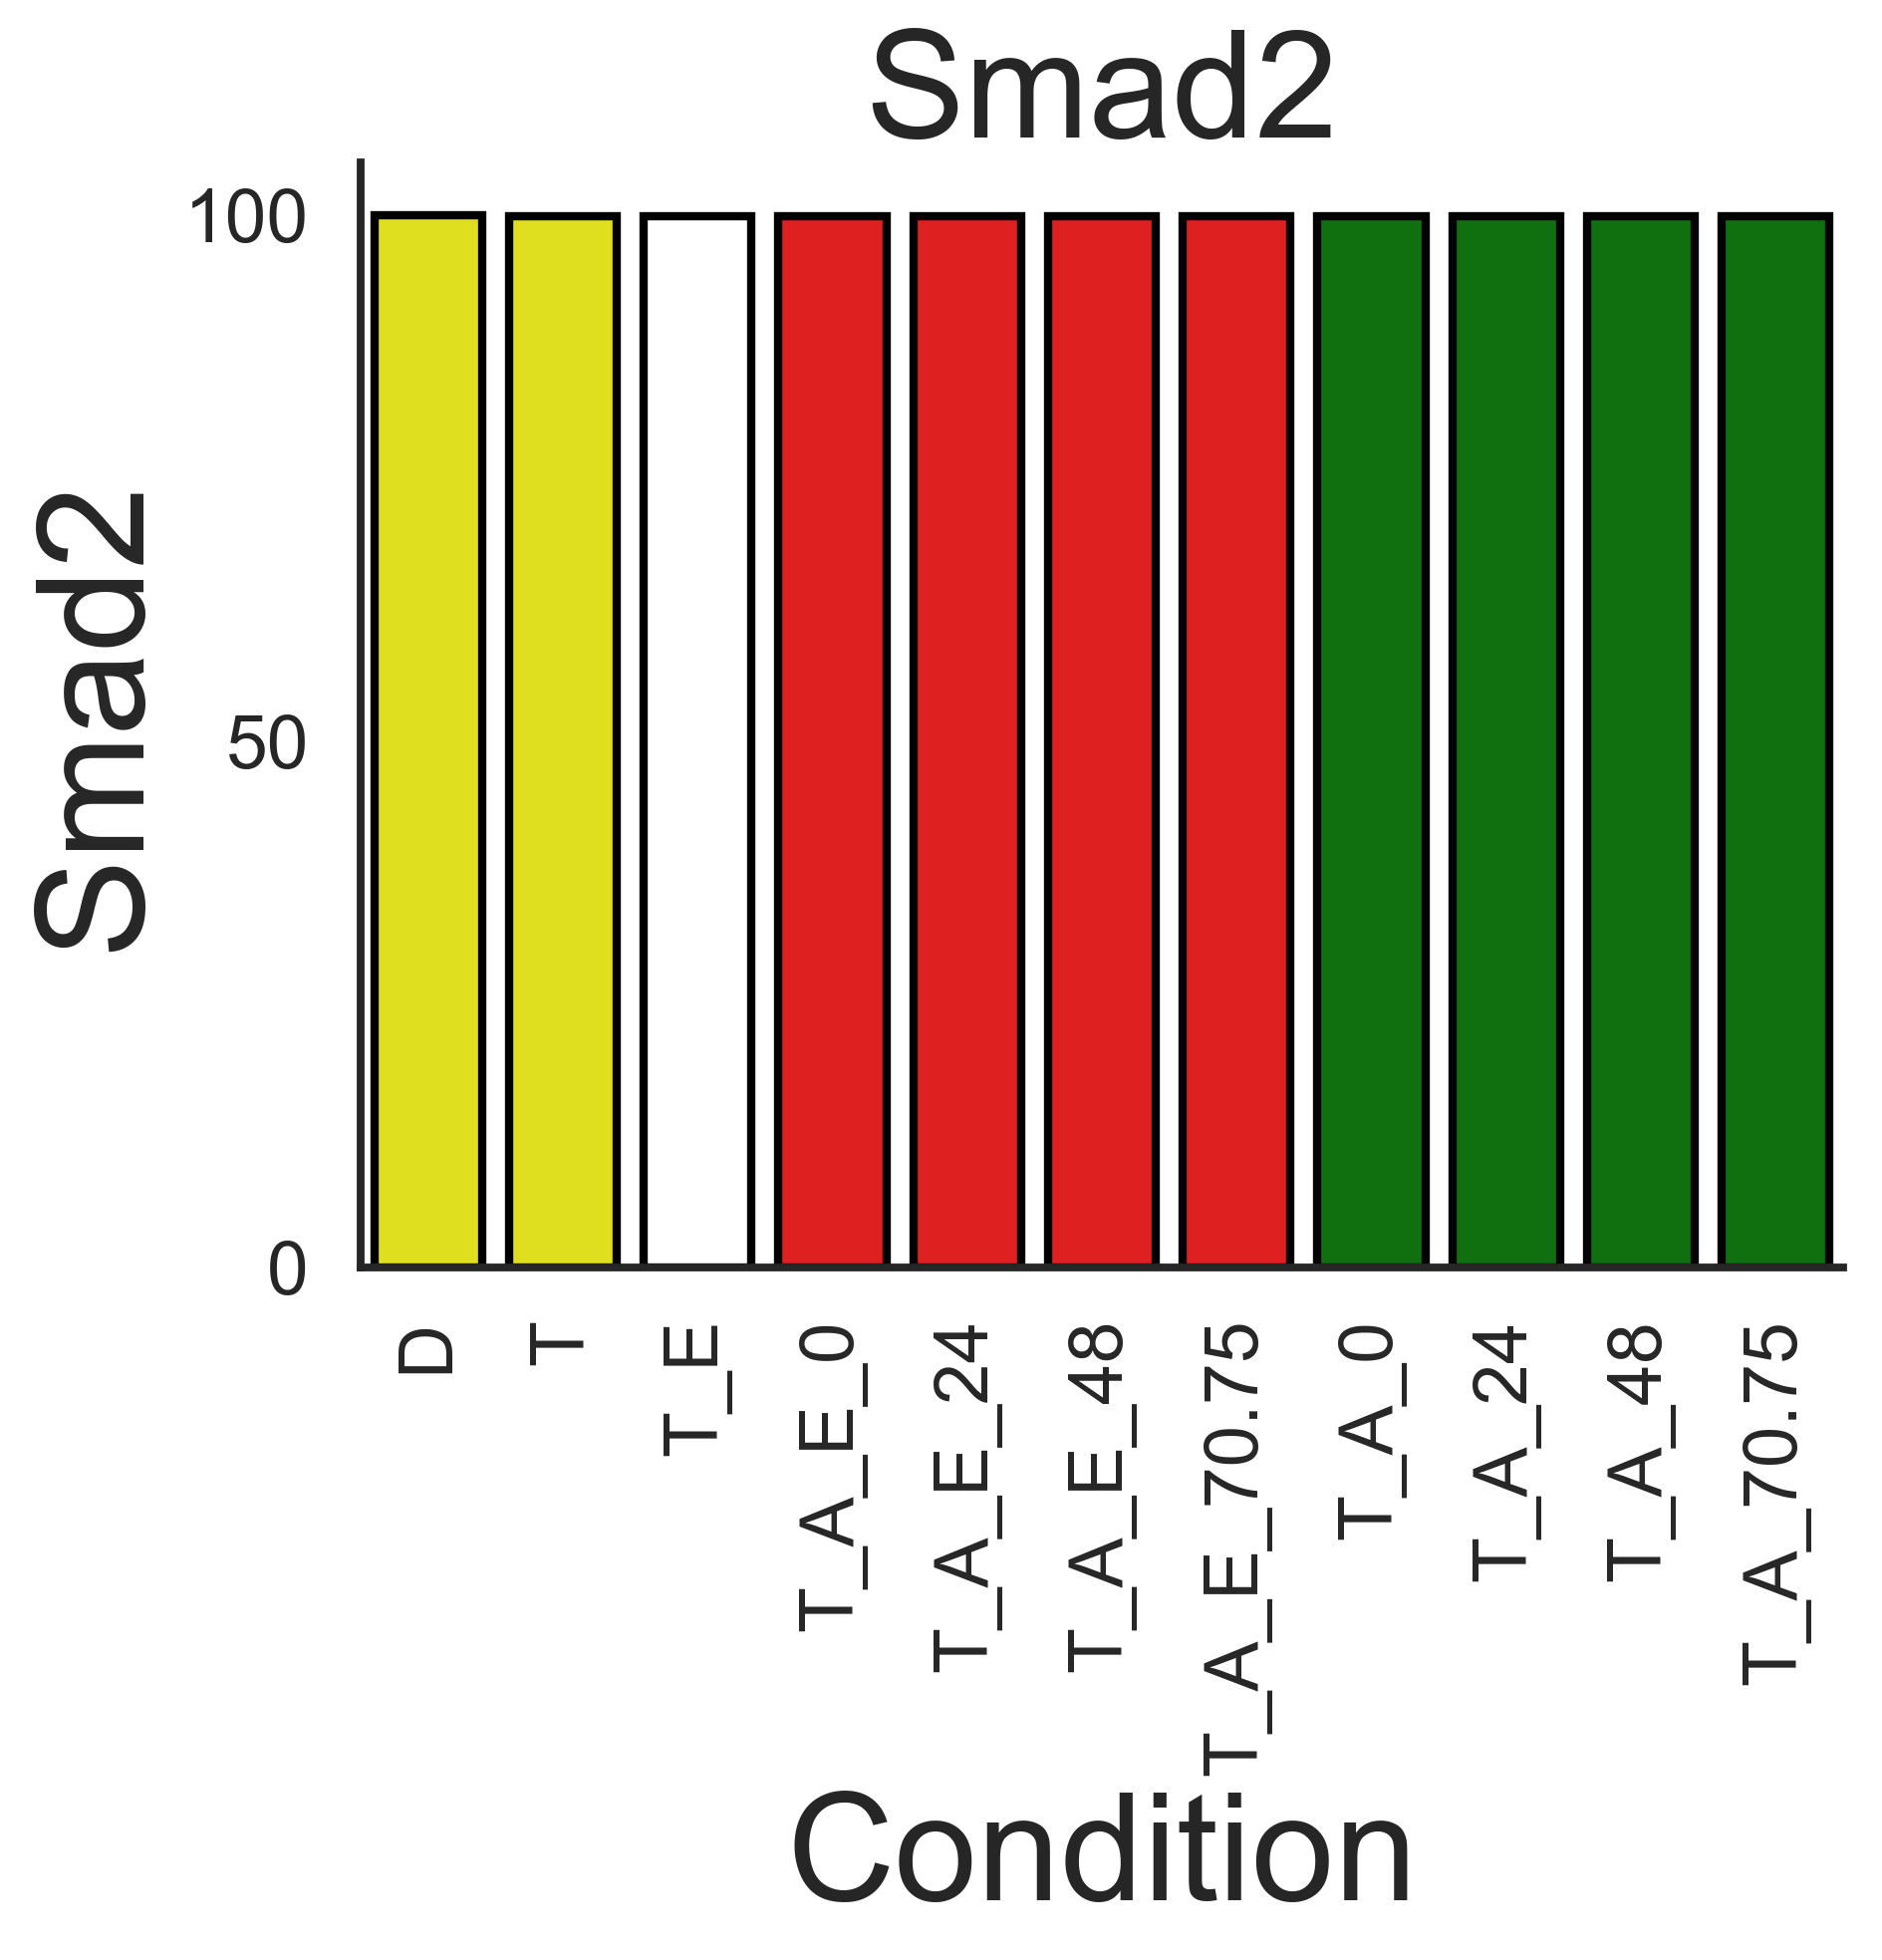 Smad2
Smad2
100
50
0
D
T
T_E
T_A_E_0
T_A_E_24
T_A_E_48
T_A_E_70.75
T_A_0
T_A_24
T_A_48
T_A_70.75
Condition